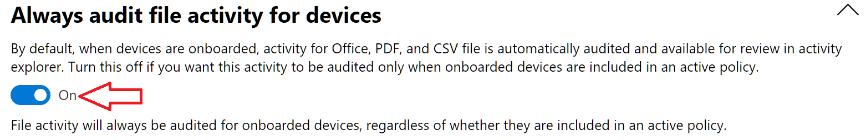 Always audit file activity for devices
By default, when devices are onboarded, activity for Office, PDF, and CSV file is automatically audited and available for review in activity
explorer. Turn this off if you want this activity to be audited only when onboarded devices are included in an active policy.
On
File activity will always be audited for onboarded devices, regardless of whether they are included in an active policy.